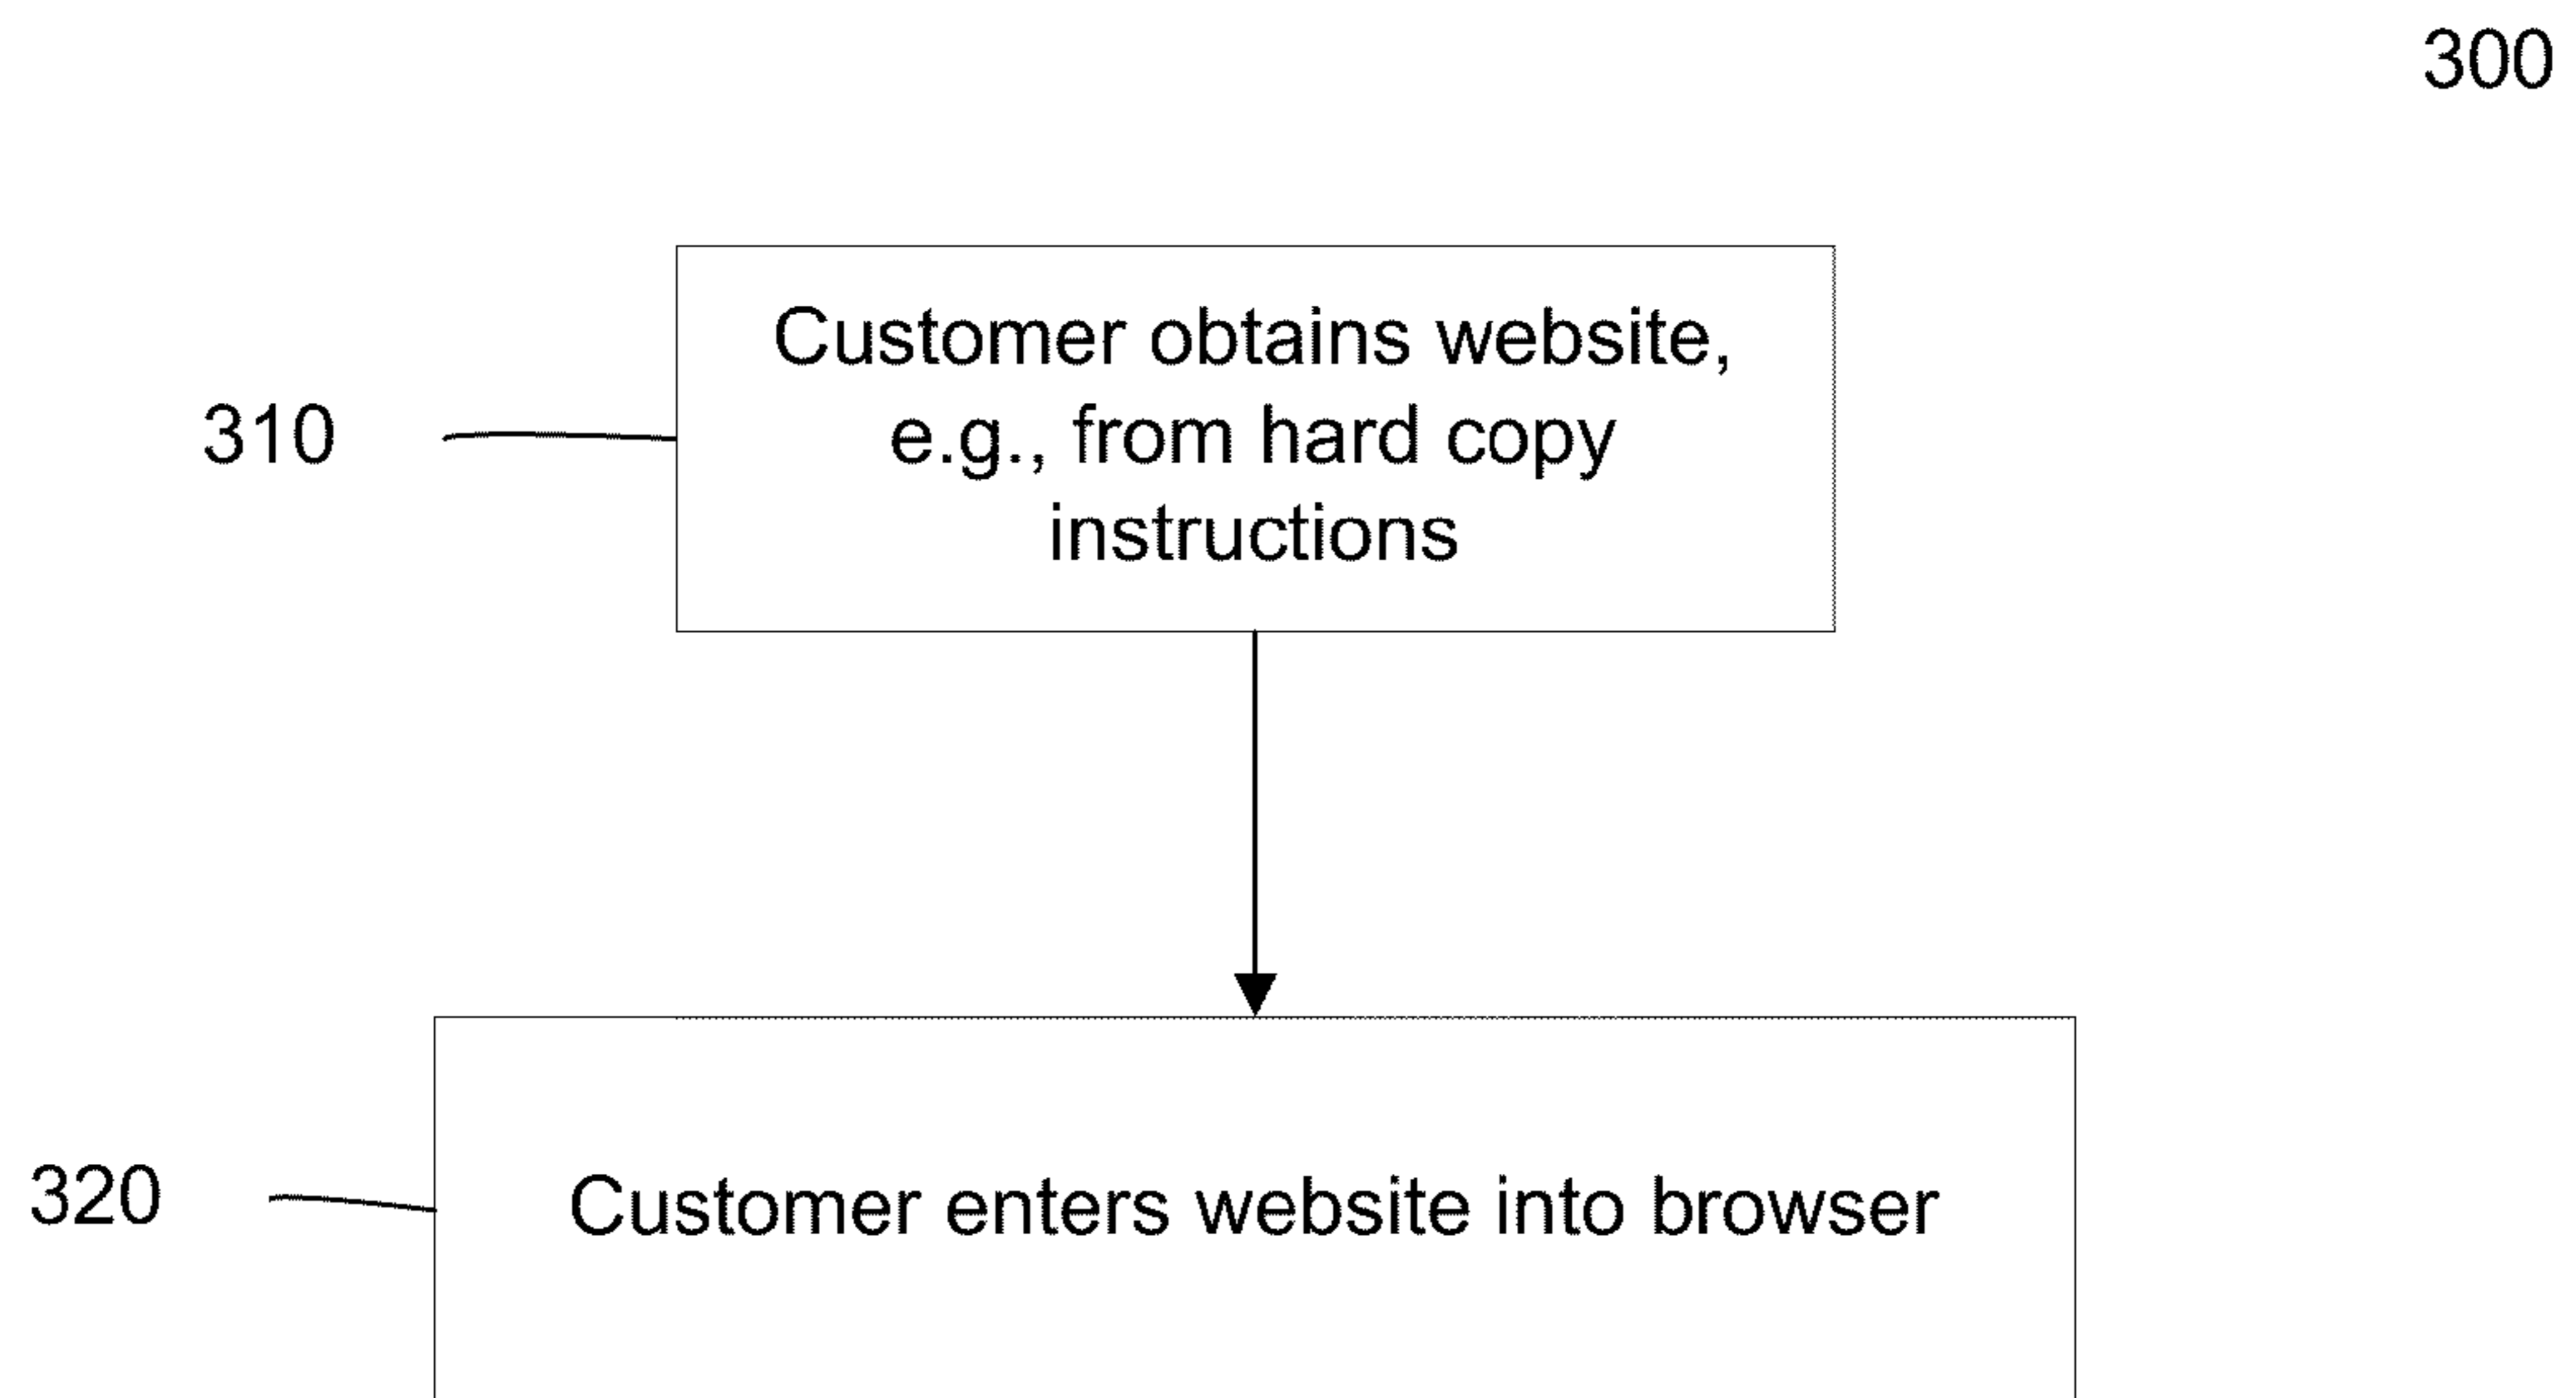 300
Customer obtains website,
310
e.g., from hard copy
instructions
320
Customer enters website into browser